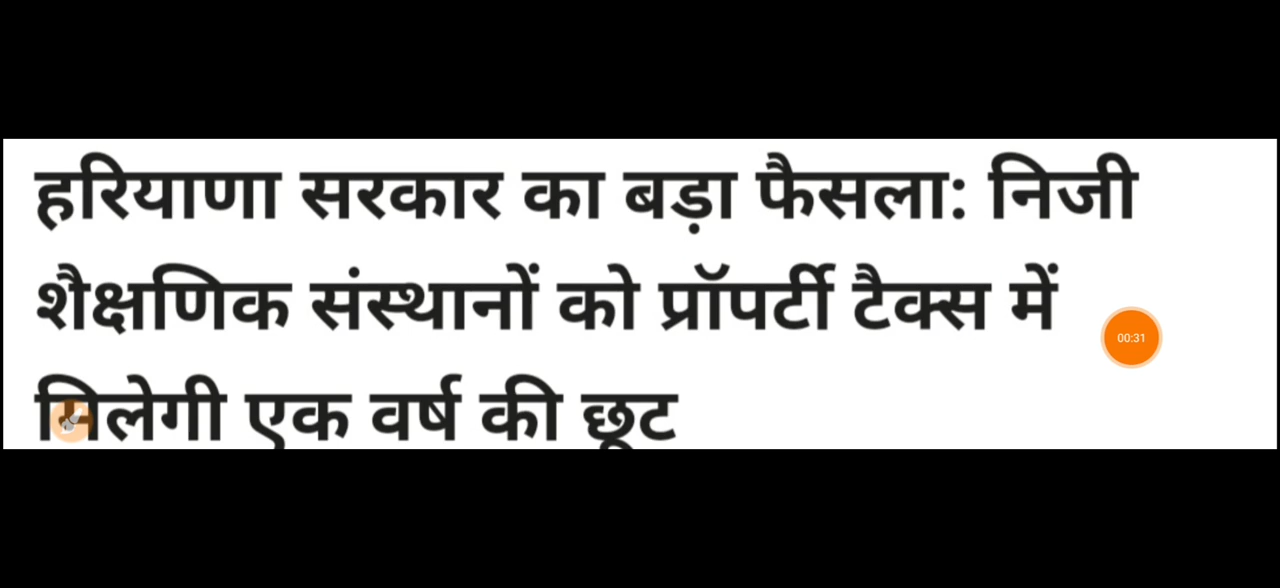 हरियाणा सरकार का बड़ा फैसला: निजी
शैक्षणिक संस्थानों को प्रॉपर्टी टैक्स में
00:31
मिलेगी एक वर्ष की छूट